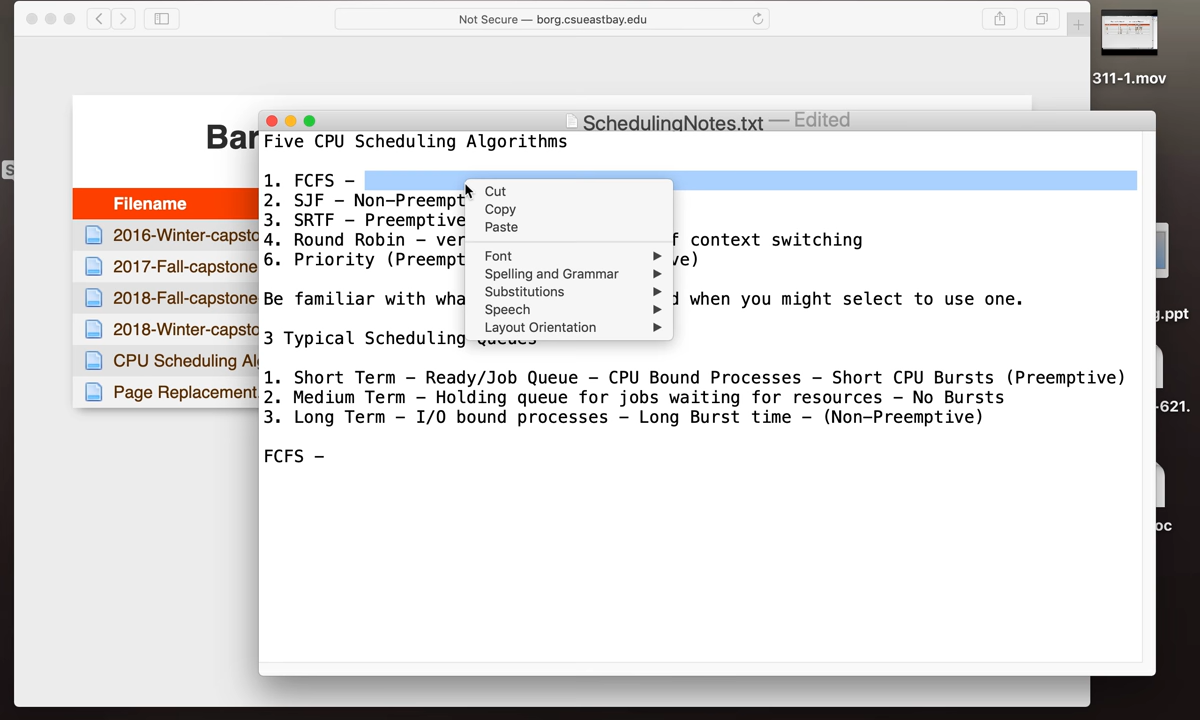 Not Secure — borg.csueastbay.edu
311-1.mov
SchedulingNotes.txt — Edited
Bar
Five CPU Scheduling Algorithms
1. FCFS –
2. SJF – Non-Preempt
3. SRTF – Preemptive
4. Round Robin – ver f context switching
6. Priority (Preempt ve)
Be familiar with wha d when you might select to use one.
3 Typical Scheduling Queues
1. Short Term – Ready/Job Queue – CPU Bound Processes – Short CPU Bursts (Preemptive)
2. Medium Term – Holding queue for jobs waiting for resources – No Bursts
3. Long Term – I/O bound processes – Long Burst time – (Non-Preemptive)
FCFS –
Cut
Copy
Paste
Font
Spelling and Grammar
Substitutions
Speech
Layout Orientation
Filename
2016-Winter-capsto
2017-Fall-capstone
2018-Fall-capstone
2018-Winter-capsto
CPU Scheduling Al
Page Replacement
S
g.ppt
-621.
oc